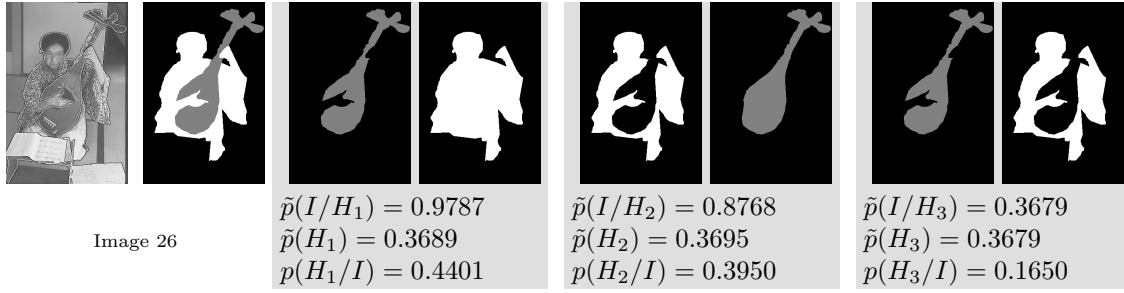 Image 26
p̃(I/H₁) = 0.9787
p̃(H₁) = 0.3689
p(H₁/I) = 0.4401
p̃(I/H₂) = 0.8768
p̃(H₂) = 0.3695
p(H₂/I) = 0.3950
p̃(I/H₃) = 0.3679
p̃(H₃) = 0.3679
p(H₃/I) = 0.1650